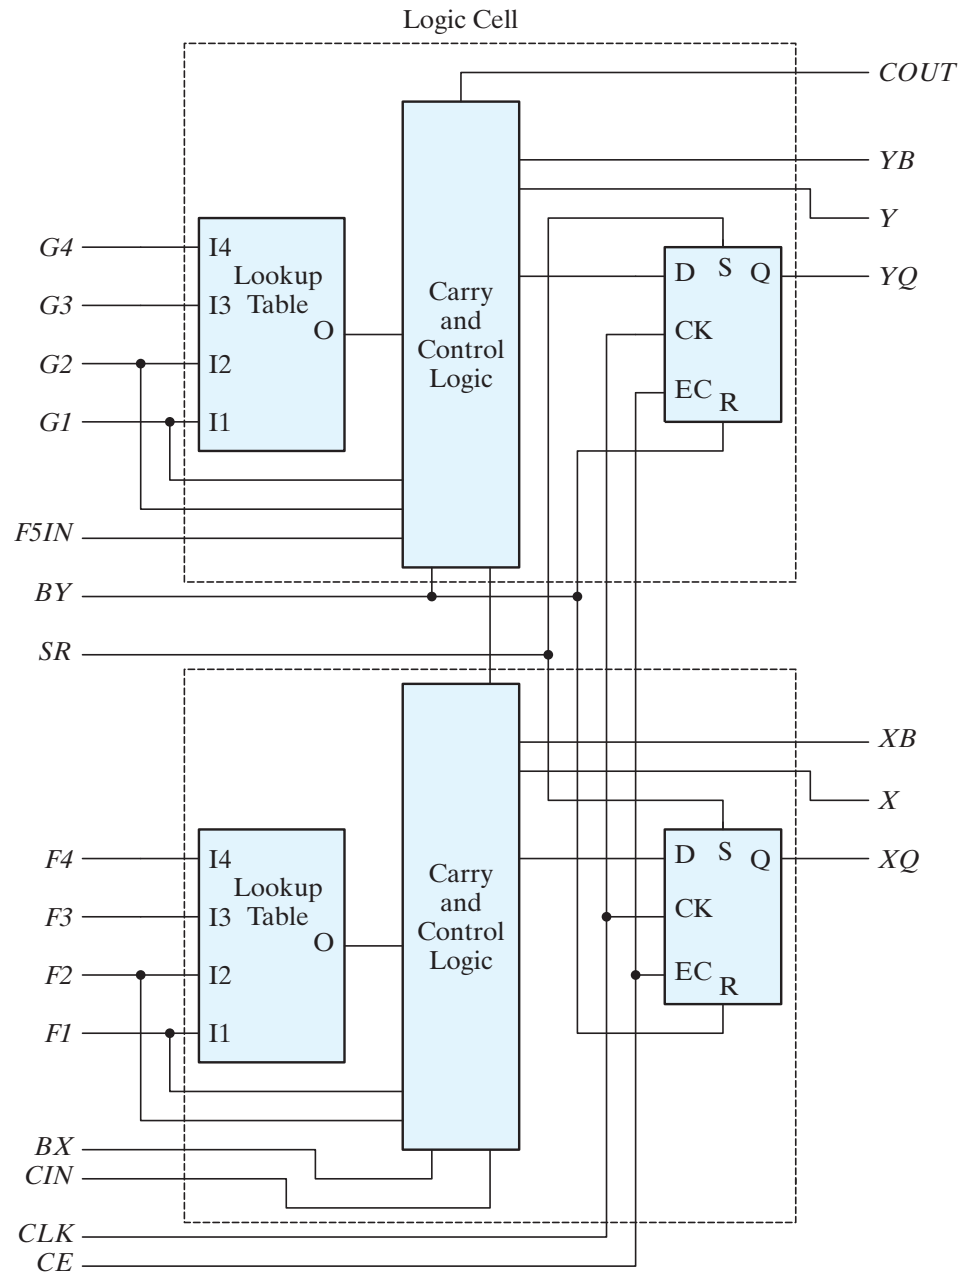 Logic Cell
COUT
YB
Y
G4
I4
Lookup
Table
D
S
Q
YQ
G3
I3
Carry
and
Control
Logic
O
CK
G2
I2
EC
R
G1
I1
F5IN
BY
SR
XB
X
F4
I4
Lookup
Table
D
S
Q
XQ
F3
I3
Carry
and
Control
Logic
O
CK
F2
I2
EC
R
F1
I1
BX
CIN
CLK
CE